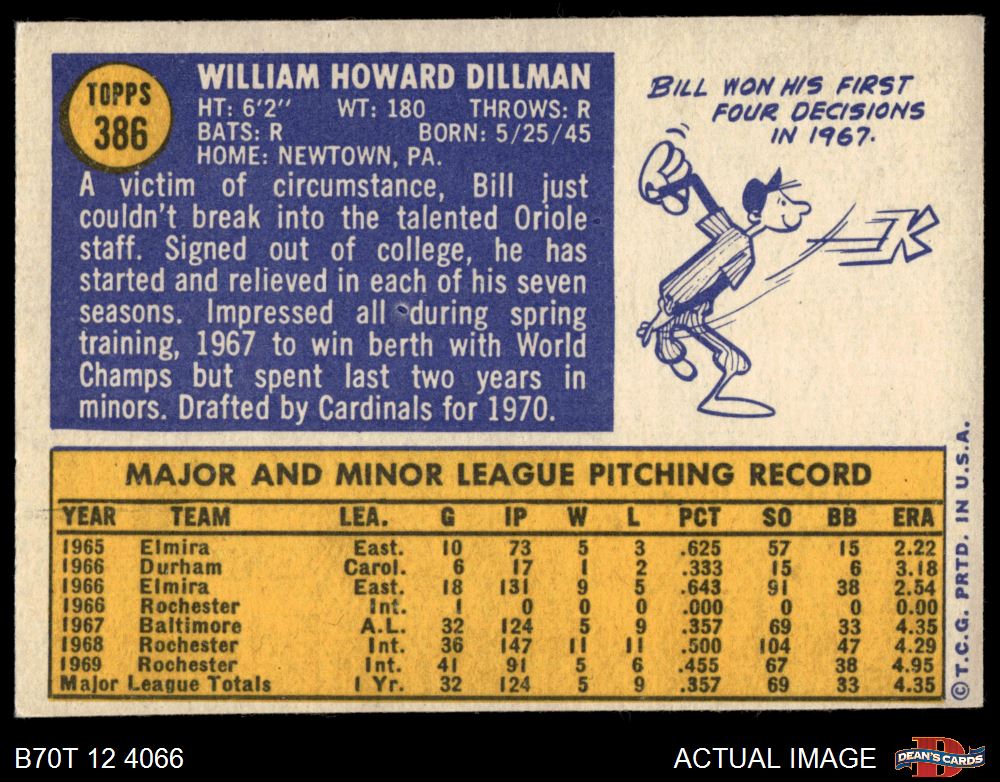 TOPPS
386
WILLIAM HOWARD DILLMAN
HT: 6'2" WT: 180 THROWS: R
BATS: R BORN: 5/25/45
HOME: NEWTOWN, PA.
A victim of circumstance, Bill just
couldn't break into the talented Oriole
staff. Signed out of college, he has
started and relieved in each of his seven
seasons. Impressed all during spring
training, 1967 to win berth with World
Champs but spent last two years in
minors. Drafted by Cardinals for 1970.
BILL WON HIS FIRST
FOUR DECISIONS
IN 1967.
MAJOR AND MINOR LEAGUE PITCHING RECORD
YEAR TEAM LEA. G IP W L PCT SO BB ERA
1965 Elmira East. 10 73 5 3 .625 57 15 2.22
1966 Durham Carol. 6 17 1 2 .333 15 6 3.18
1966 Elmira East. 18 131 9 5 .643 91 38 2.54
1966 Rochester Int. 1 0 0 0 .000 0 0 0.00
1967 Baltimore A.L. 32 124 5 9 .357 69 33 4.35
1968 Rochester Int. 36 147 11 11 .500 104 47 4.29
1969 Rochester Int. 41 91 5 6 .455 67 38 4.95
Major League Totals 1 Yr. 32 124 5 9 .357 69 33 4.35
© T.C.G. PRTD. IN U.S.A.
B70T 12 4066
ACTUAL IMAGE
D
DEAN'S CARDS